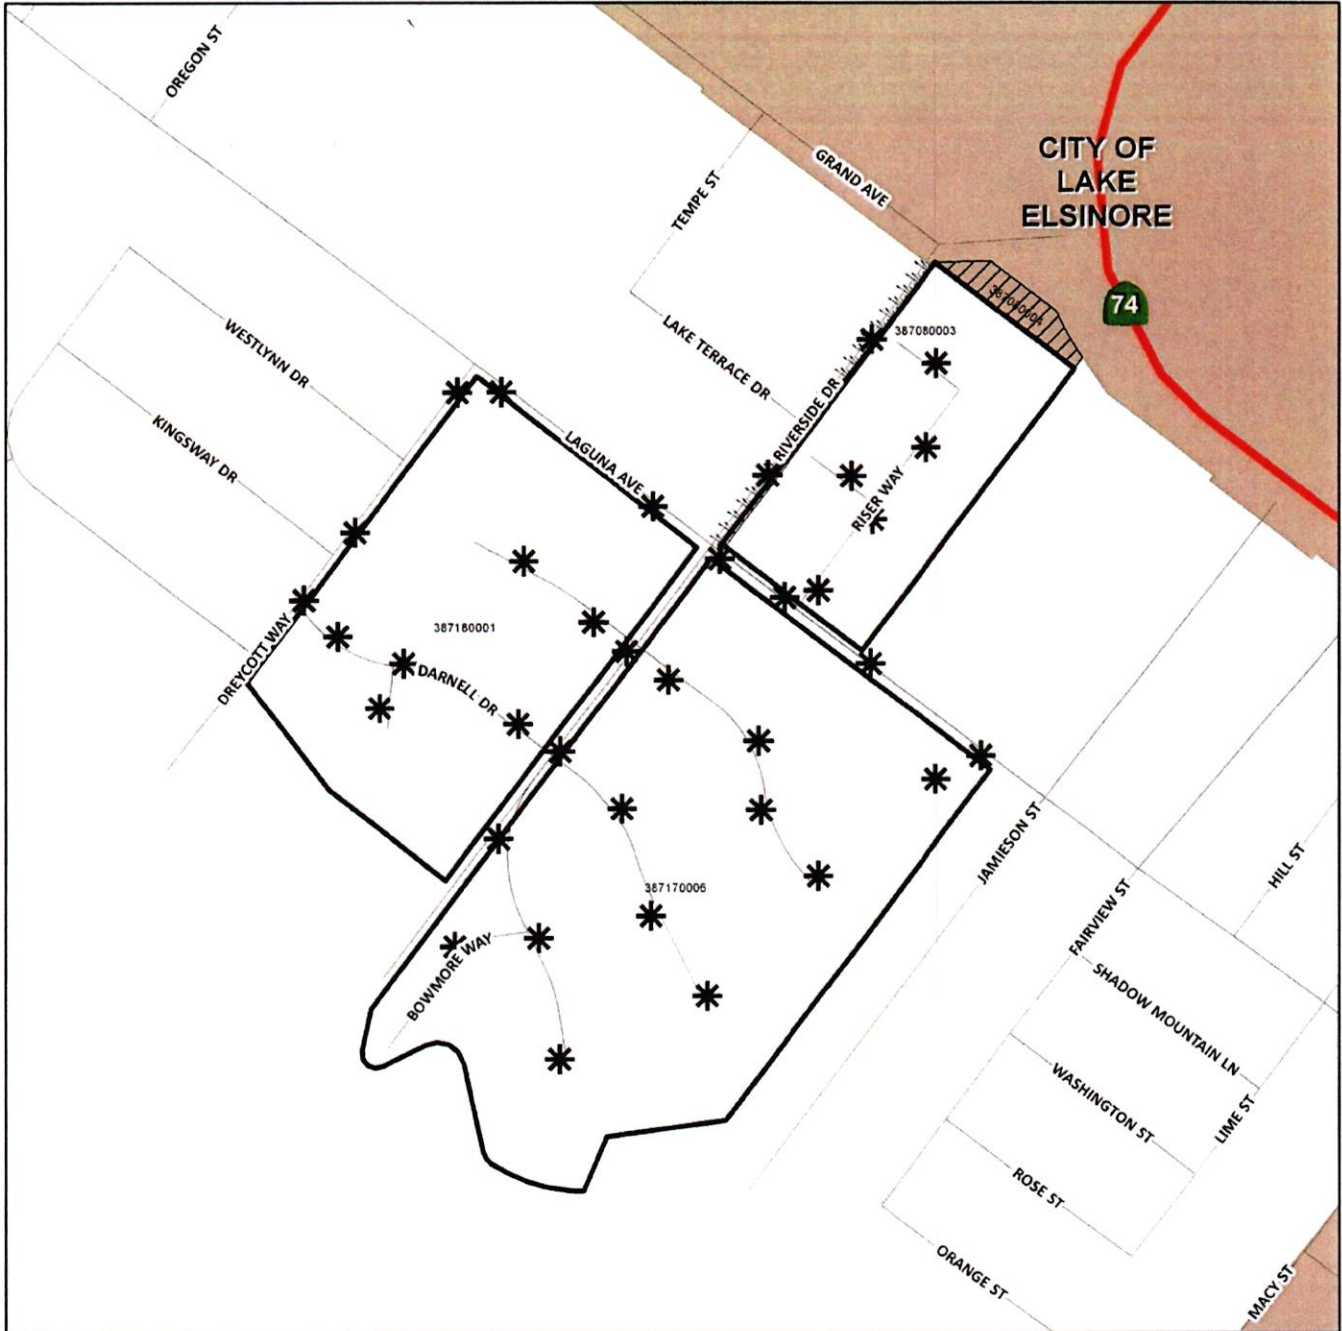 OREGON ST
CITY OF
LAKE
ELSINORE
GRAND AVE
TEMPE ST
74
387080004
387080003
LAKE TERRACE DR
WESTLYNN DR
RIVERSIDE DR
KINGSWAY DR
LAGUNA AVE
RISER WAY
387180001
DREYCOTT WAY
DARNELL DR
JAMIESON ST
HILL ST
387170006
FAIRVIEW ST
BOWMORE WAY
SHADOW MOUNTAIN LN
WASHINGTON ST
LIME ST
ROSE ST
ORANGE ST
MACY ST